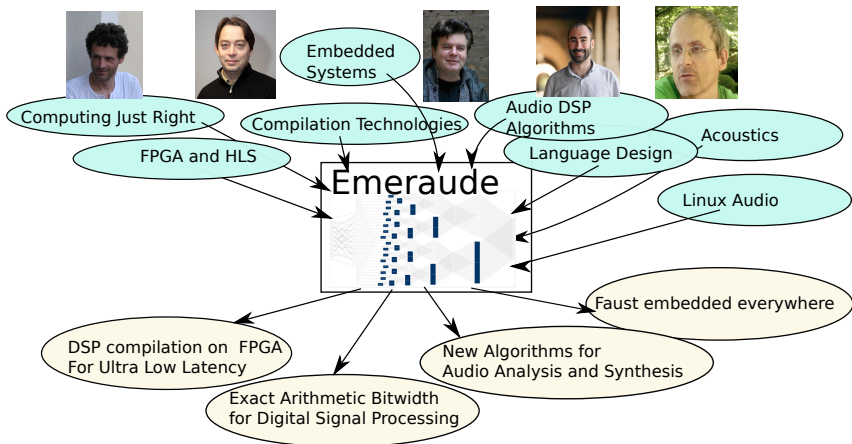 Embedded
Systems
Computing Just Right
Compilation Technologies
Audio DSP
Algorithms
Acoustics
FPGA and HLS
Language Design
Emeraude
Linux Audio
Faust embedded everywhere
DSP compilation on FPGA
For Ultra Low Latency
New Algorithms for
Audio Analysis and Synthesis
Exact Arithmetic Bitwidth
for Digital Signal Processing